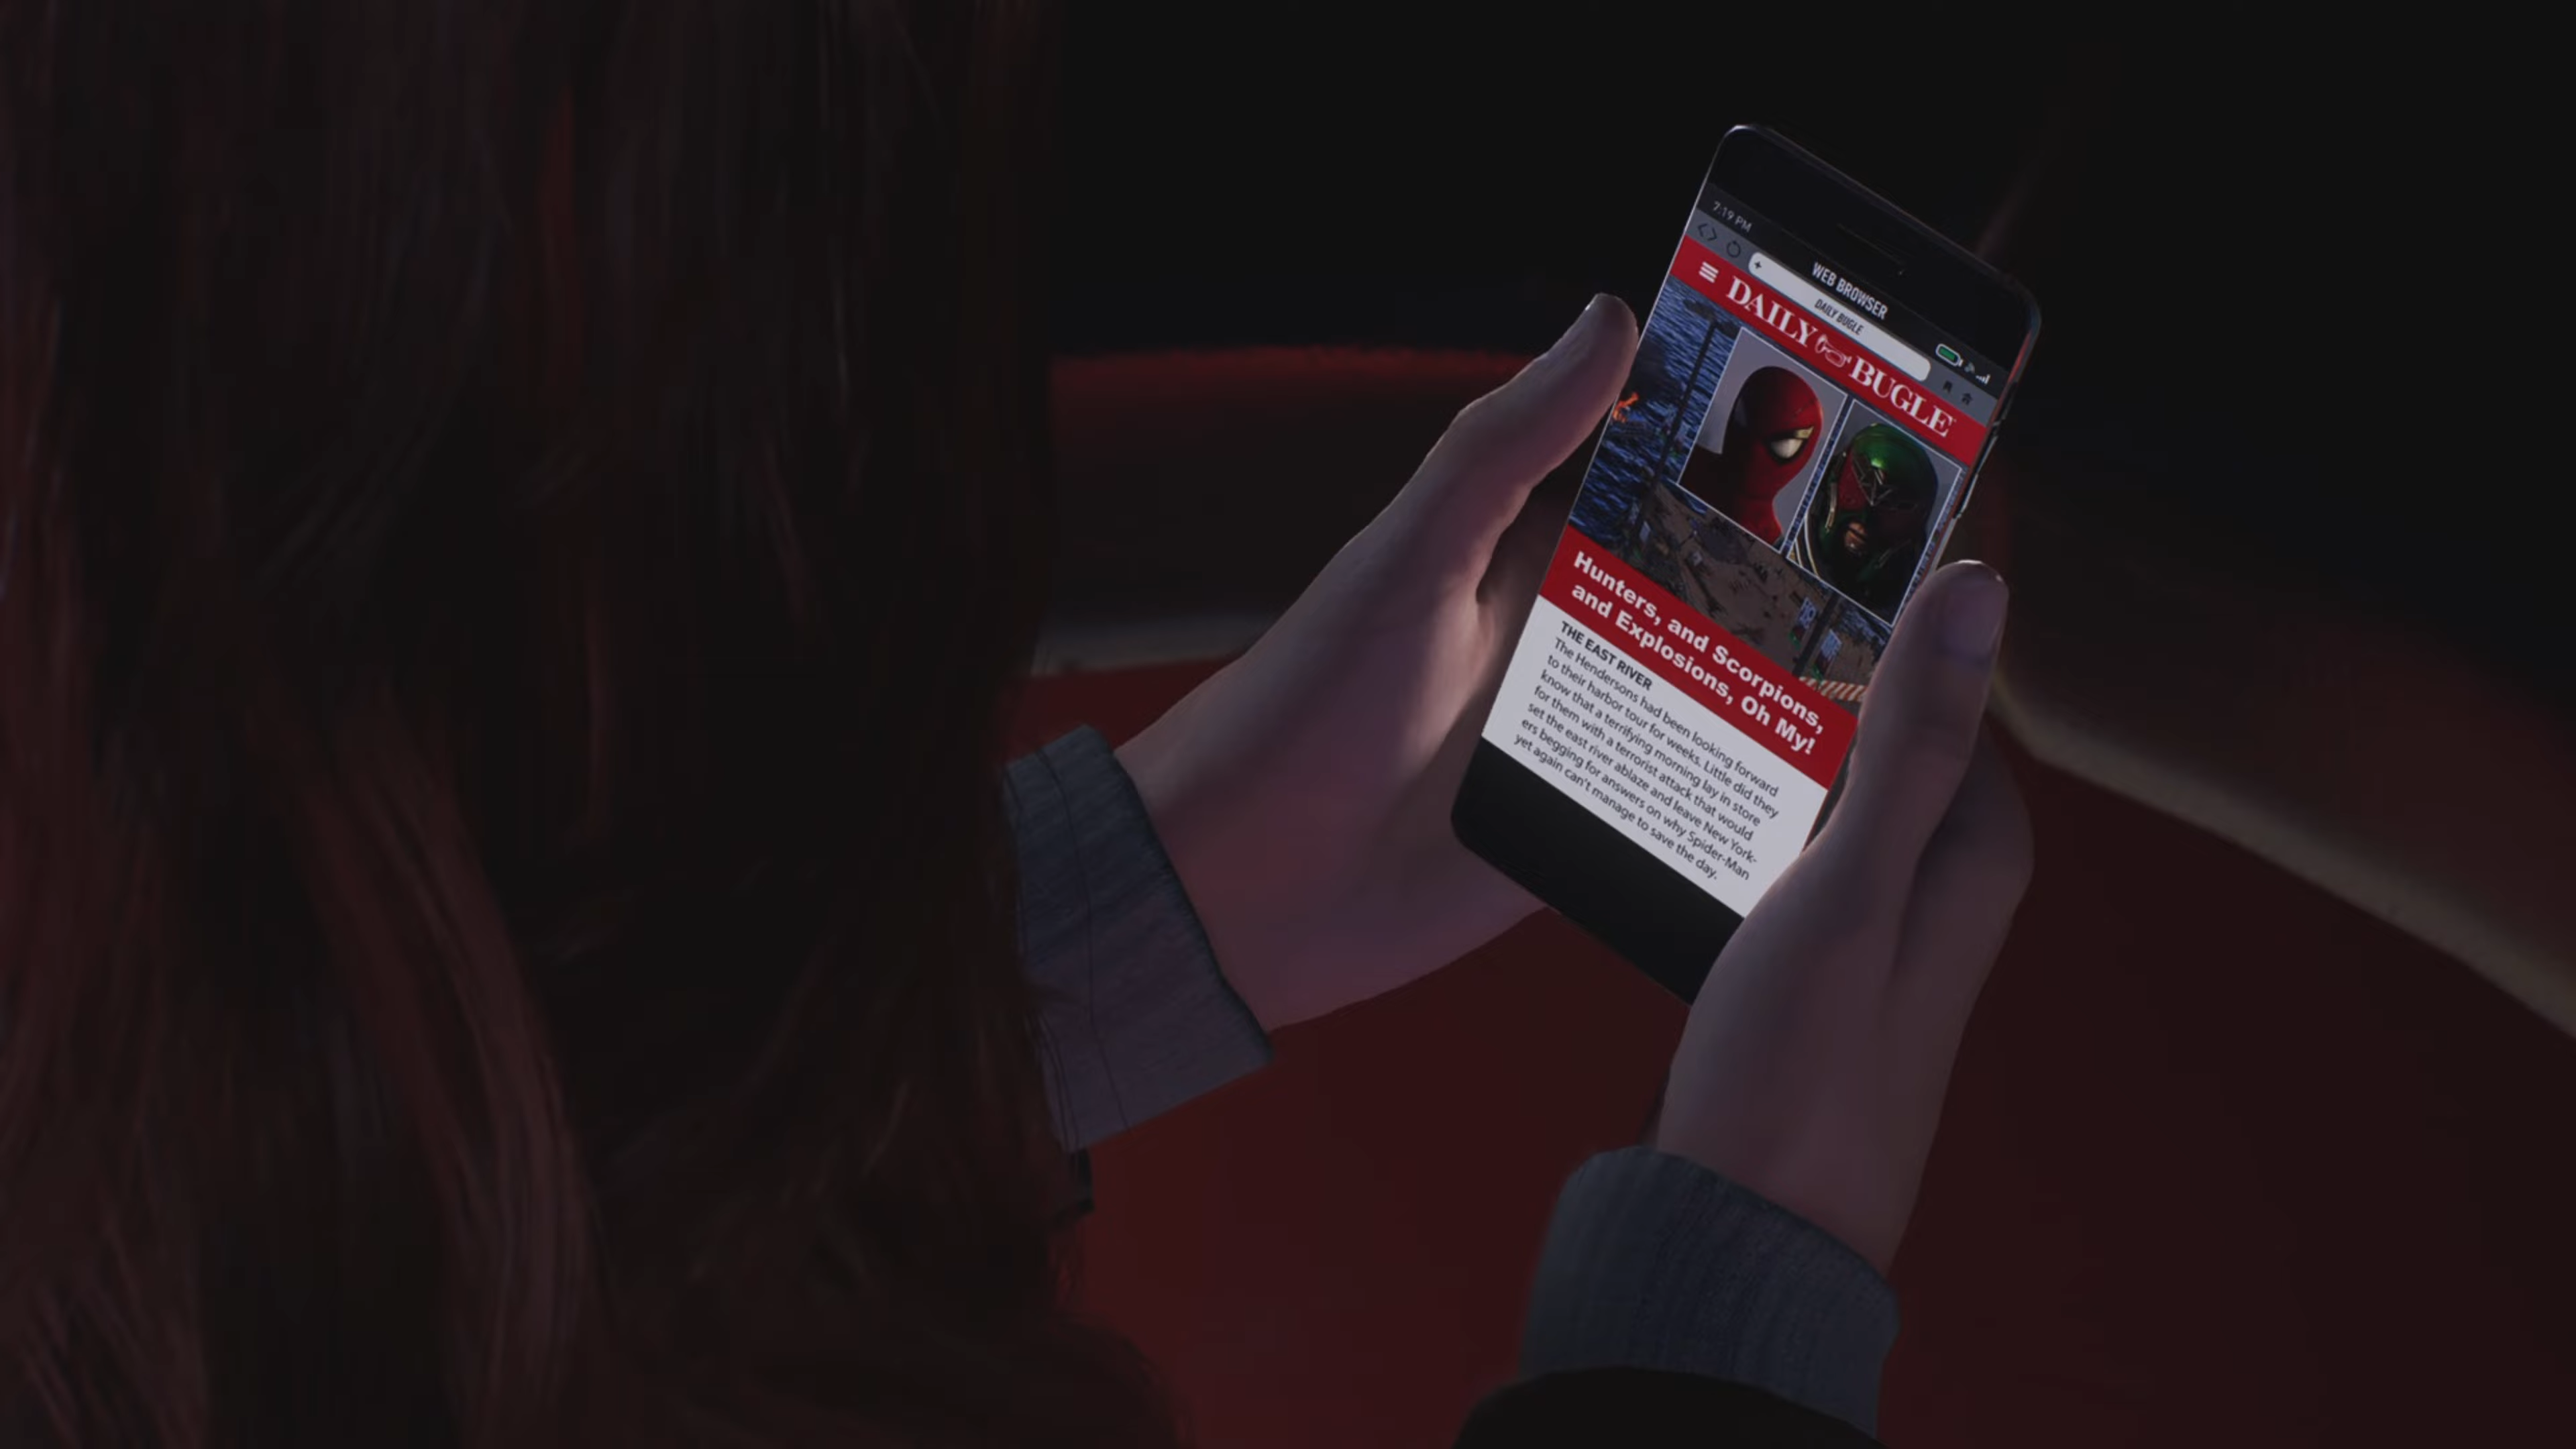 7:19 PM
WEB BROWSER
DAILY BUGLE
DAILY BUGLE
Hunters, and Scorpions,
and Explosions, Oh My!
THE EAST RIVER
The Hendersons had been looking forward
to their harbor tour for weeks. Little did they
know that a terrifying morning lay in store
for them with a terrorist attack that would
set the east river ablaze and leave New York-
ers begging for answers on why Spider-Man
yet again can't manage to save the day.